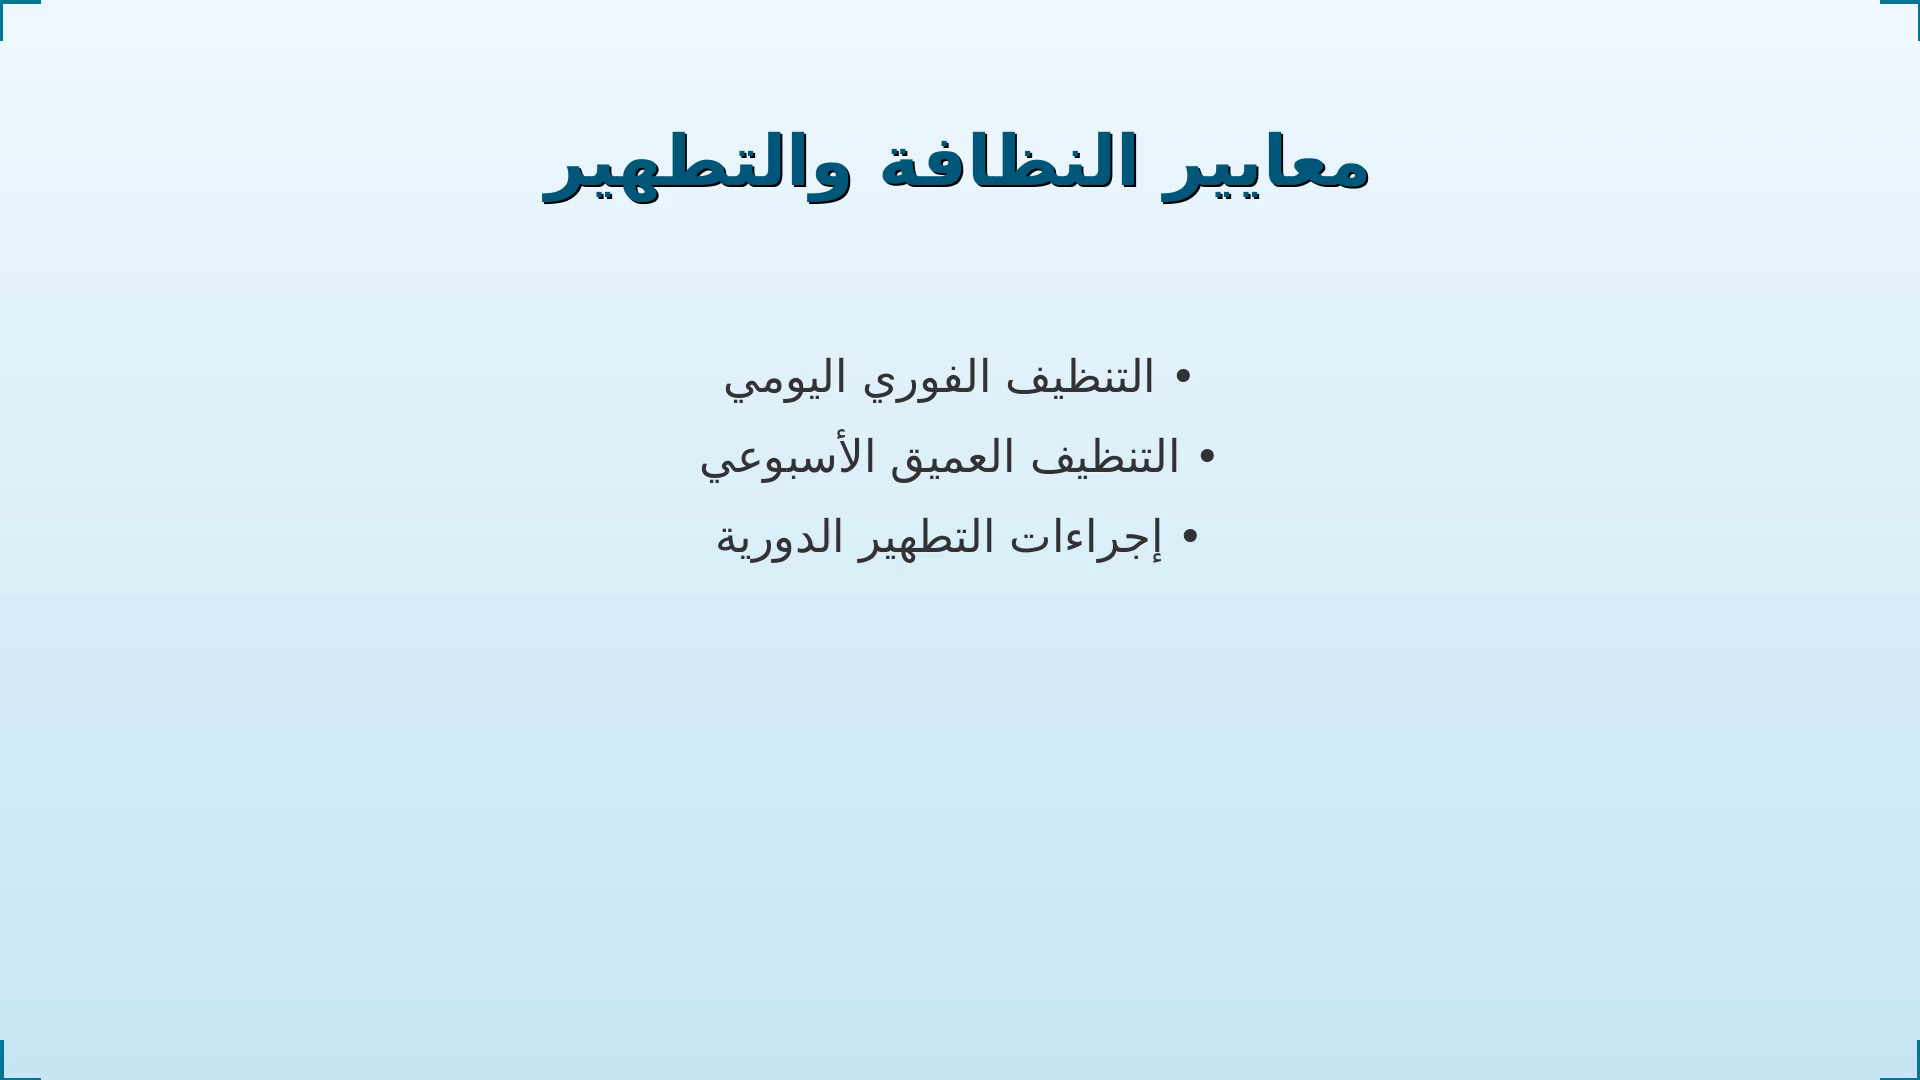 معايير النظافة والتطهير
• التنظيف الفوري اليومي
• التنظيف العميق الأسبوعي
• إجراءات التطهير الدورية